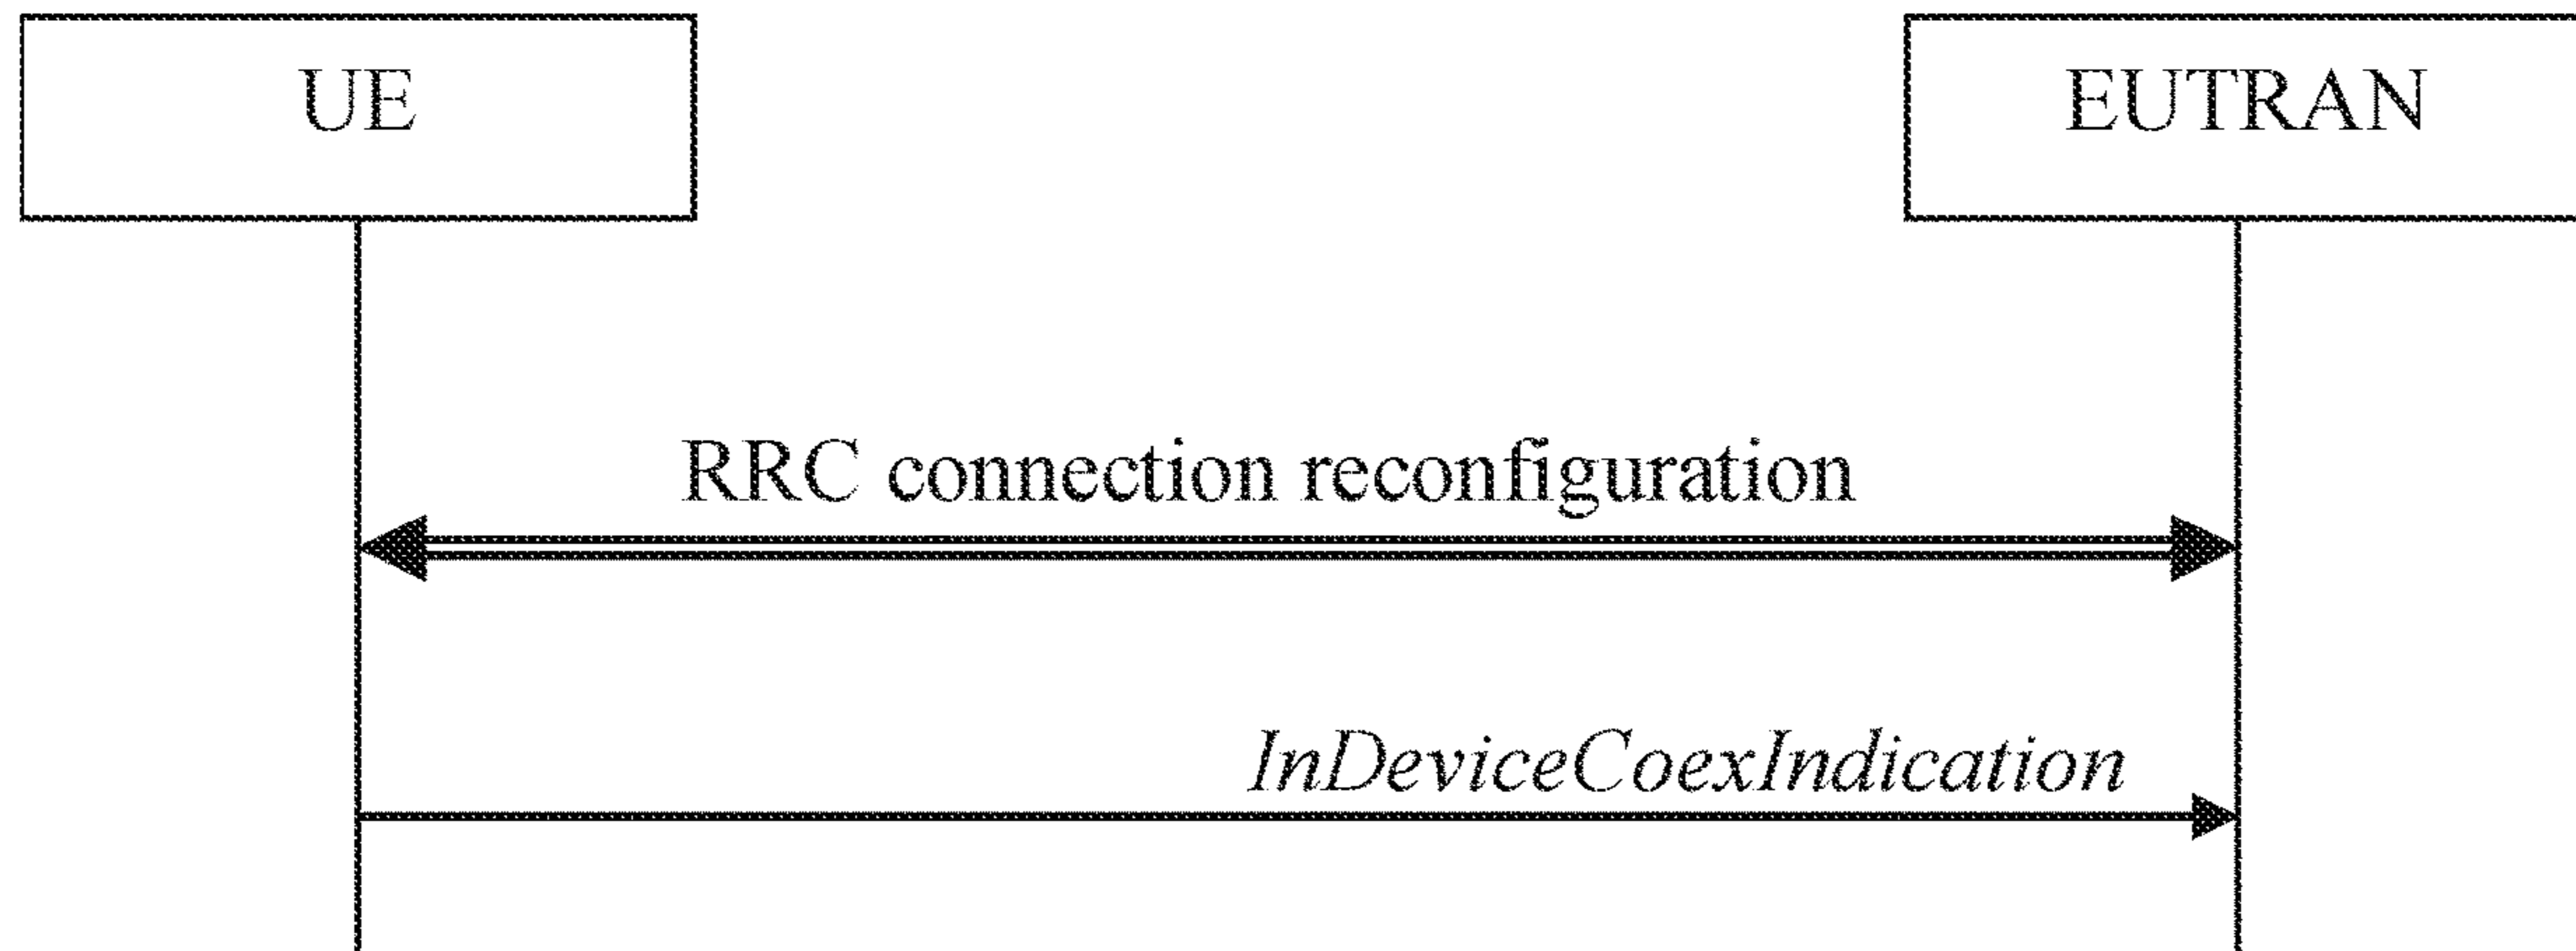 UE
EUTRAN
RRC connection reconfiguration
InDeviceCoexIndication